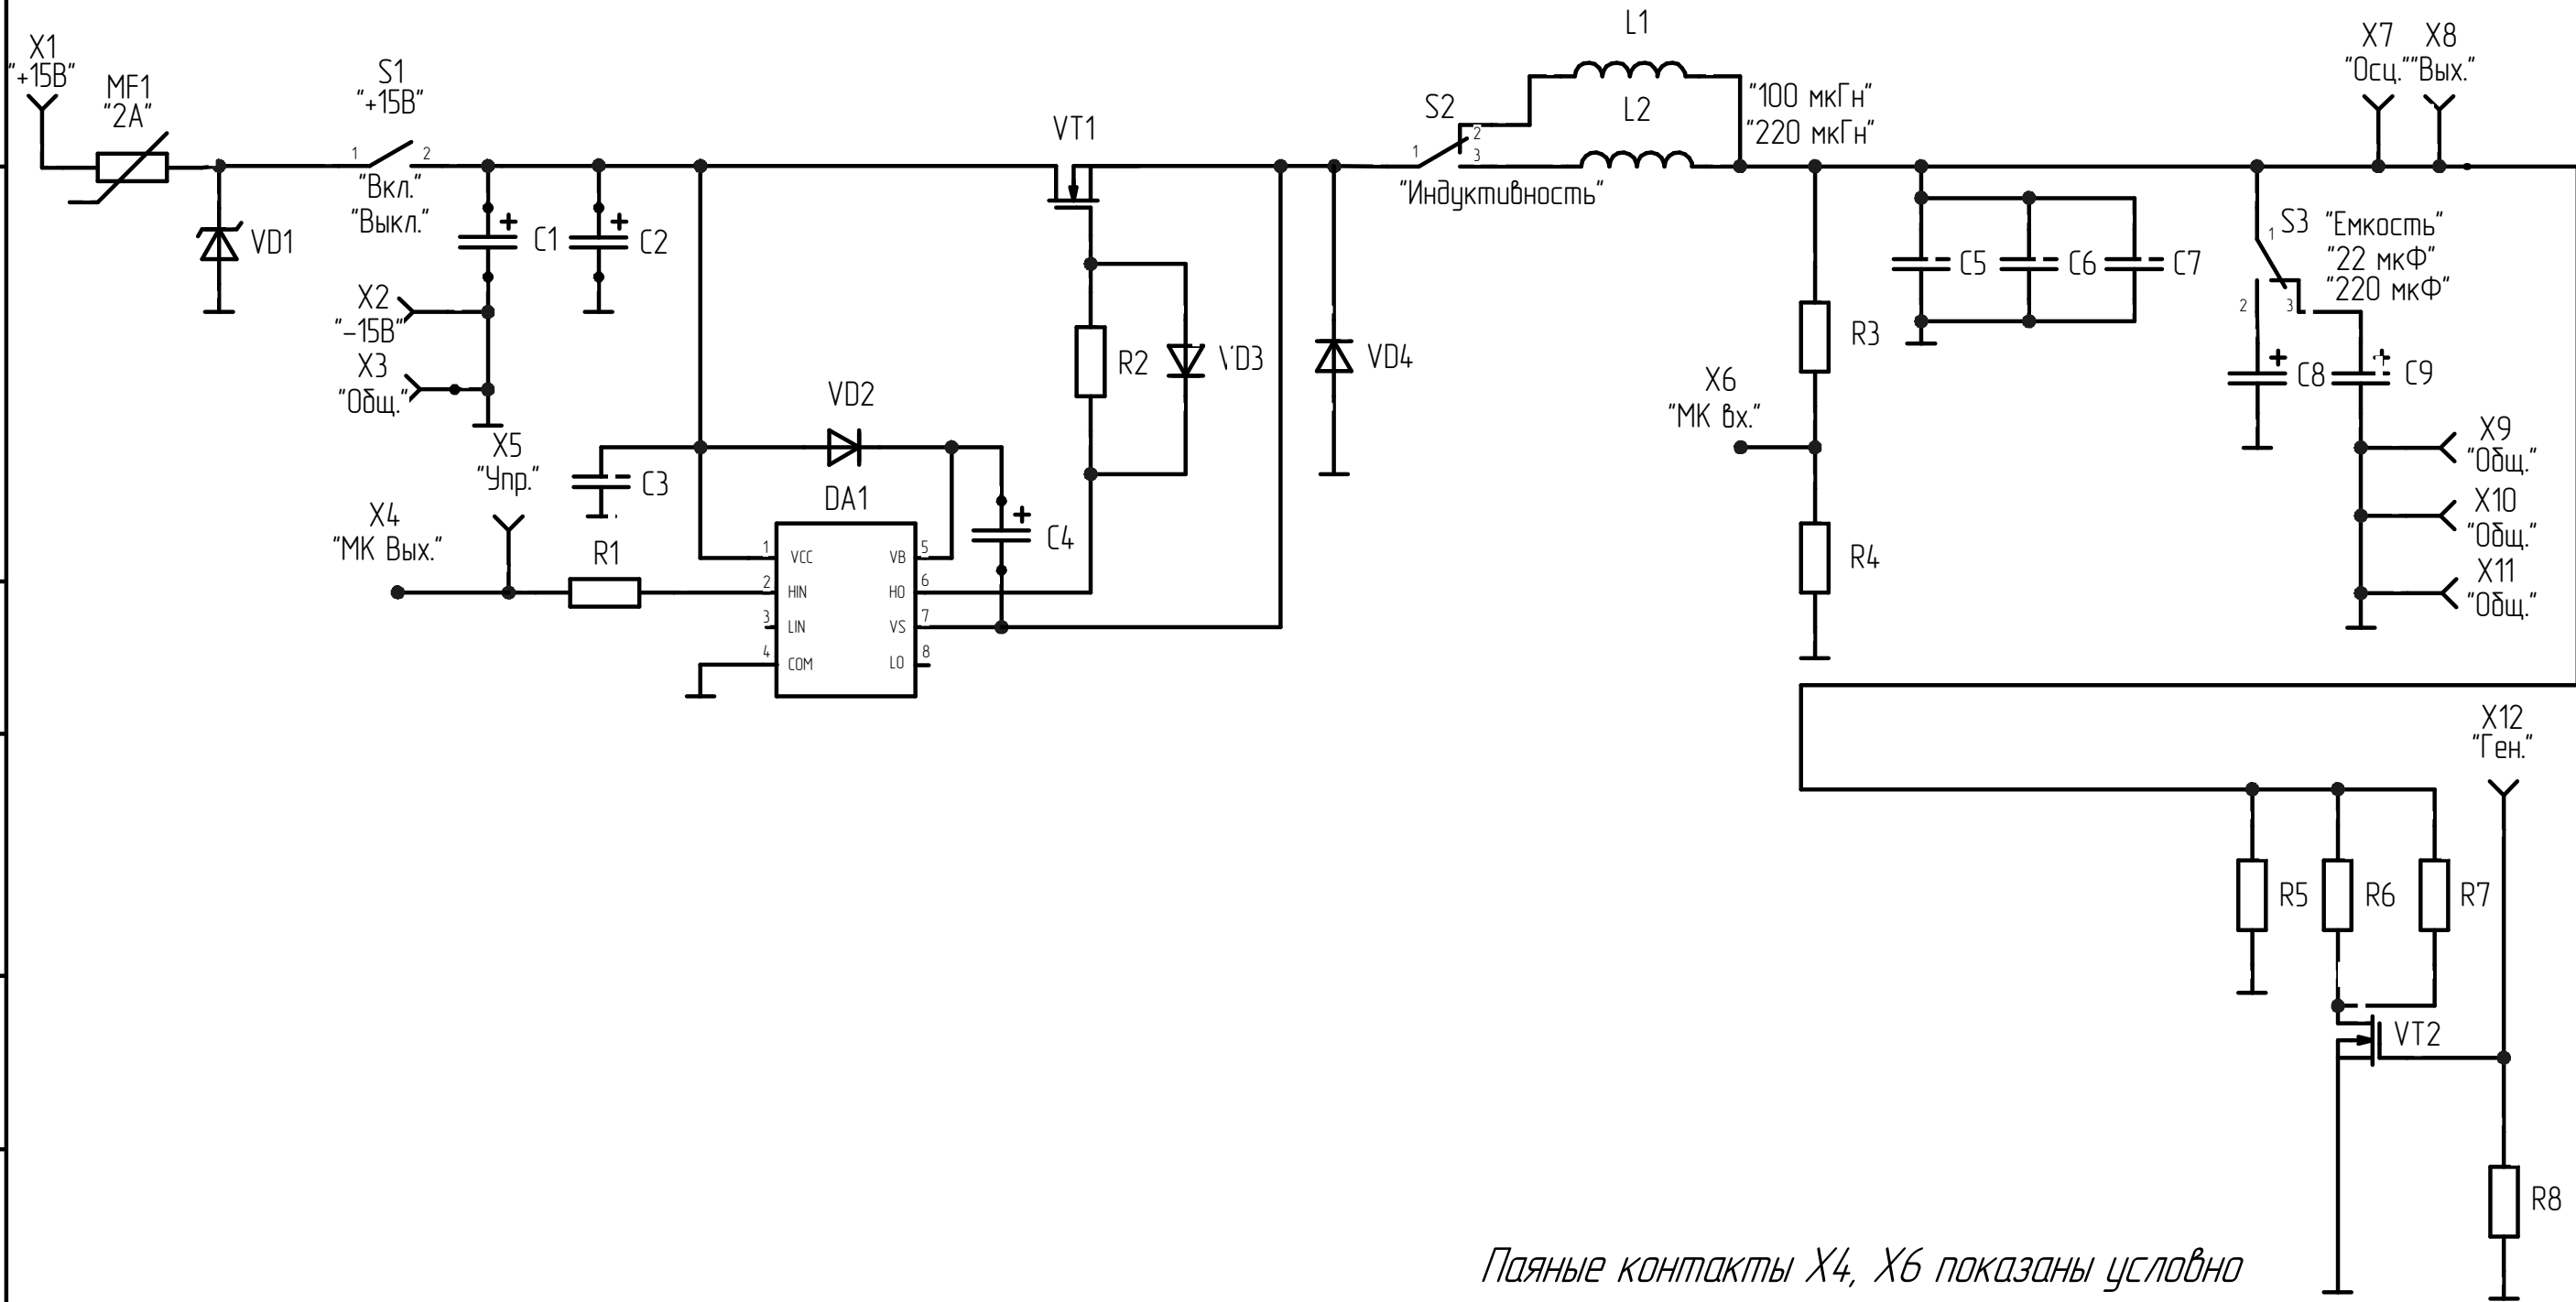 X1
"+15В"
MF1
"2А"
VD1
S1
"+15В"
1
2
"Вкл."
"Выкл."
C1
C2
X2
"-15В"
X3
"Общ."
X5
"Упр."
X4
"МК Вых."
R1
C3
VD2
DA1
1
VCC
2
HIN
3
LIN
4
COM
VB
5
HO
6
VS
7
LO
8
C4
VT1
R2
VD3
VD4
S2
1
2
3
"Индуктивность"
L1
L2
"100 мкГн"
"220 мкГн"
X6
"МК вх."
R3
R4
C5
C6
C7
X7
"Осц."
X8
"Вых."
S3
1
2
3
"Емкость"
"22 мкФ"
"220 мкФ"
C8
C9
X9
"Общ."
X10
"Общ."
X11
"Общ."
X12
"Ген."
R5
R6
R7
VT2
R8
Паяные контакты X4, X6 показаны условно